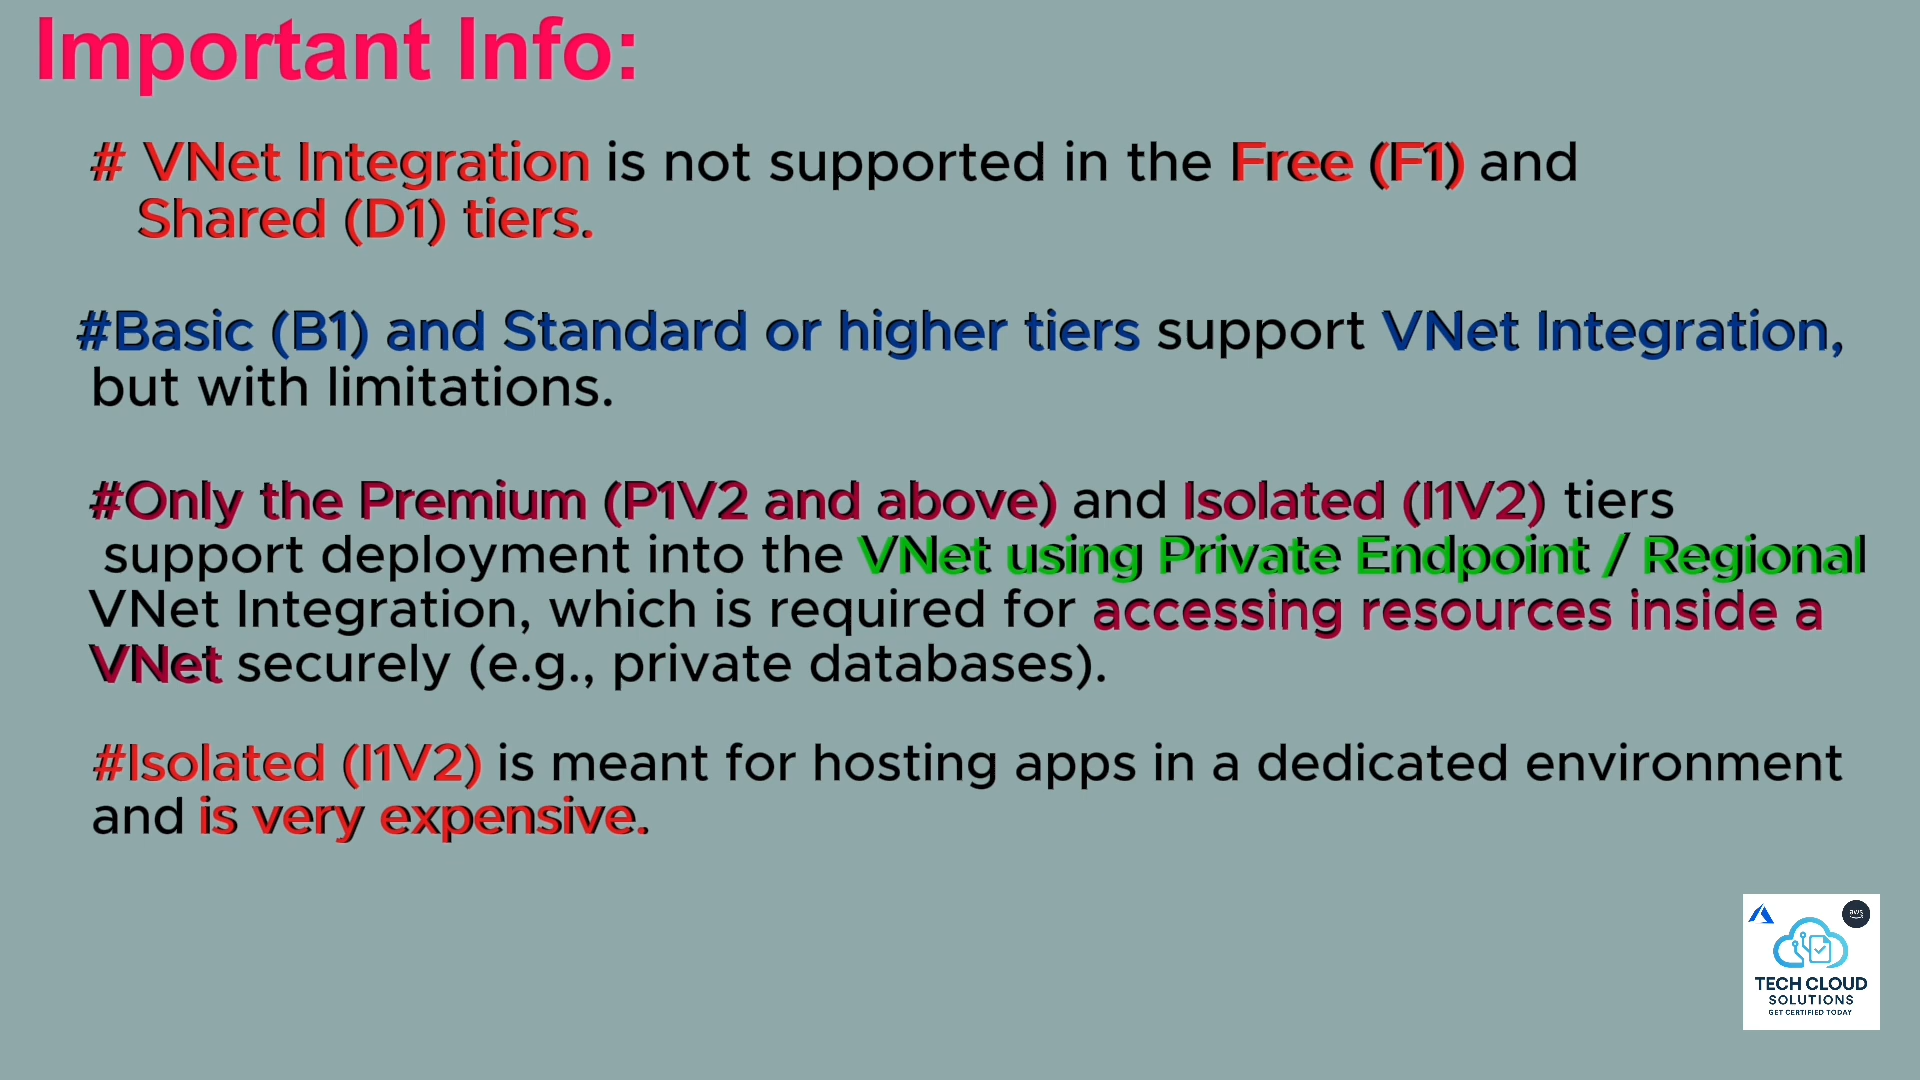 Important Info:
# VNet Integration is not supported in the Free (F1) and
Shared (D1) tiers.
#Basic (B1) and Standard or higher tiers support VNet Integration,
but with limitations.
#Only the Premium (P1V2 and above) and Isolated (I1V2) tiers
support deployment into the VNet using Private Endpoint / Regional
VNet Integration, which is required for accessing resources inside a
VNet securely (e.g., private databases).
#Isolated (I1V2) is meant for hosting apps in a dedicated environment
and is very expensive.
aws
TECH CLOUD
SOLUTIONS
GET CERTIFIED TODAY